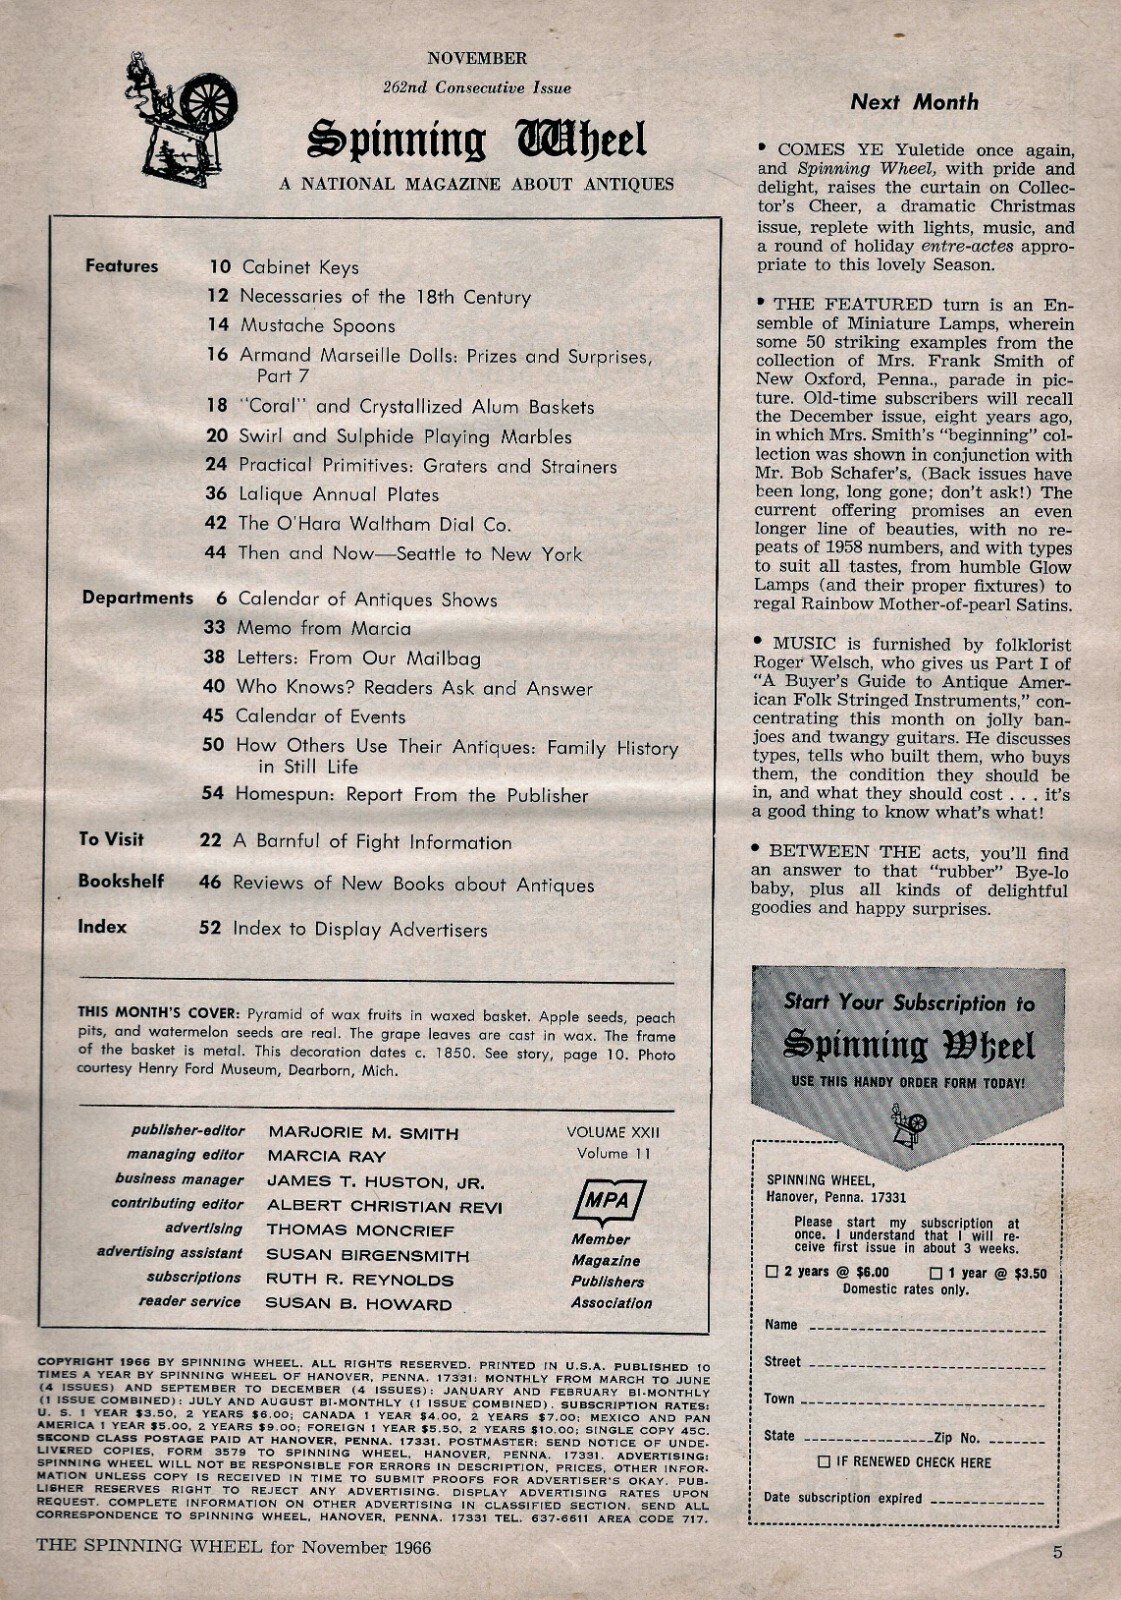 NOVEMBER
262nd Consecutive Issue
Spinning Wheel
A NATIONAL MAGAZINE ABOUT ANTIQUES
Features 10 Cabinet Keys
12 Necessaries of the 18th Century
14 Mustache Spoons
16 Armand Marseille Dolls: Prizes and Surprises,
Part 7
18 "Coral" and Crystallized Alum Baskets
20 Swirl and Sulphide Playing Marbles
24 Practical Primitives: Graters and Strainers
36 Lalique Annual Plates
42 The O'Hara Waltham Dial Co.
44 Then and Now—Seattle to New York
Departments 6 Calendar of Antiques Shows
33 Memo from Marcia
38 Letters: From Our Mailbag
40 Who Knows? Readers Ask and Answer
45 Calendar of Events
50 How Others Use Their Antiques: Family History
in Still Life
54 Homespun: Report From the Publisher
To Visit 22 A Barnful of Fight Information
Bookshelf 46 Reviews of New Books about Antiques
Index 52 Index to Display Advertisers
THIS MONTH'S COVER: Pyramid of wax fruits in waxed basket. Apple seeds, peach
pits, and watermelon seeds are real. The grape leaves are cast in wax. The frame
of the basket is metal. This decoration dates c. 1850. See story, page 10. Photo
courtesy Henry Ford Museum, Dearborn, Mich.
publisher-editor MARJORIE M. SMITH
managing editor MARCIA RAY
business manager JAMES T. HUSTON, JR.
contributing editor ALBERT CHRISTIAN REVI
advertising THOMAS MONCRIEF
advertising assistant SUSAN BIRGENSMITH
subscriptions RUTH R. REYNOLDS
reader service SUSAN B. HOWARD
VOLUME XXII
Volume 11
MPA
Member
Magazine
Publishers
Association
COPYRIGHT 1966 BY SPINNING WHEEL. ALL RIGHTS RESERVED. PRINTED IN U.S.A. PUBLISHED 10
TIMES A YEAR BY SPINNING WHEEL OF HANOVER, PENNA. 17331: MONTHLY FROM MARCH TO JUNE
(4 ISSUES) AND SEPTEMBER TO DECEMBER (4 ISSUES): JANUARY AND FEBRUARY BI-MONTHLY
(1 ISSUE COMBINED): JULY AND AUGUST BI-MONTHLY (1 ISSUE COMBINED). SUBSCRIPTION RATES:
U. S. 1 YEAR $3.50, 2 YEARS $6.00; CANADA 1 YEAR $4.00, 2 YEARS $7.00; MEXICO AND PAN
AMERICA 1 YEAR $5.00, 2 YEARS $9.00; FOREIGN 1 YEAR $5.50, 2 YEARS $10.00; SINGLE COPY 45C.
SECOND CLASS POSTAGE PAID AT HANOVER, PENNA. 17331. POSTMASTER: SEND NOTICE OF UNDE-
LIVERED COPIES, FORM 3579 TO SPINNING WHEEL, HANOVER, PENNA. 17331. ADVERTISING:
SPINNING WHEEL WILL NOT BE RESPONSIBLE FOR ERRORS IN DESCRIPTION, PRICES, OTHER INFOR-
MATION UNLESS COPY IS RECEIVED IN TIME TO SUBMIT PROOFS FOR ADVERTISER'S OKAY. PUB-
LISHER RESERVES RIGHT TO REJECT ANY ADVERTISING. DISPLAY ADVERTISING RATES UPON
REQUEST. COMPLETE INFORMATION ON OTHER ADVERTISING IN CLASSIFIED SECTION. SEND ALL
CORRESPONDENCE TO SPINNING WHEEL, HANOVER, PENNA. 17331 TEL. 637-6611 AREA CODE 717.
Next Month
• COMES YE Yuletide once again,
and Spinning Wheel, with pride and
delight, raises the curtain on Collec-
tor's Cheer, a dramatic Christmas
issue, replete with lights, music, and
a round of holiday entre-actes appro-
priate to this lovely Season.
• THE FEATURED turn is an En-
semble of Miniature Lamps, wherein
some 50 striking examples from the
collection of Mrs. Frank Smith of
New Oxford, Penna., parade in pic-
ture. Old-time subscribers will recall
the December issue, eight years ago,
in which Mrs. Smith's "beginning" col-
lection was shown in conjunction with
Mr. Bob Schafer's, (Back issues have
been long, long gone; don't ask!) The
current offering promises an even
longer line of beauties, with no re-
peats of 1958 numbers, and with types
to suit all tastes, from humble Glow
Lamps (and their proper fixtures) to
regal Rainbow Mother-of-pearl Satins.
• MUSIC is furnished by folklorist
Roger Welsch, who gives us Part I of
"A Buyer's Guide to Antique Amer-
ican Folk Stringed Instruments," con-
centrating this month on jolly ban-
joes and twangy guitars. He discusses
types, tells who built them, who buys
them, the condition they should be
in, and what they should cost . . . it's
a good thing to know what's what!
• BETWEEN THE acts, you'll find
an answer to that "rubber" Bye-lo
baby, plus all kinds of delightful
goodies and happy surprises.
Start Your Subscription to
Spinning Wheel
USE THIS HANDY ORDER FORM TODAY!
SPINNING WHEEL,
Hanover, Penna. 17331
Please start my subscription at
once. I understand that I will re-
ceive first issue in about 3 weeks.
☐ 2 years @ $6.00 ☐ 1 year @ $3.50
Domestic rates only.
Name
Street
Town
State Zip No.
☐ IF RENEWED CHECK HERE
Date subscription expired
THE SPINNING WHEEL for November 1966
5